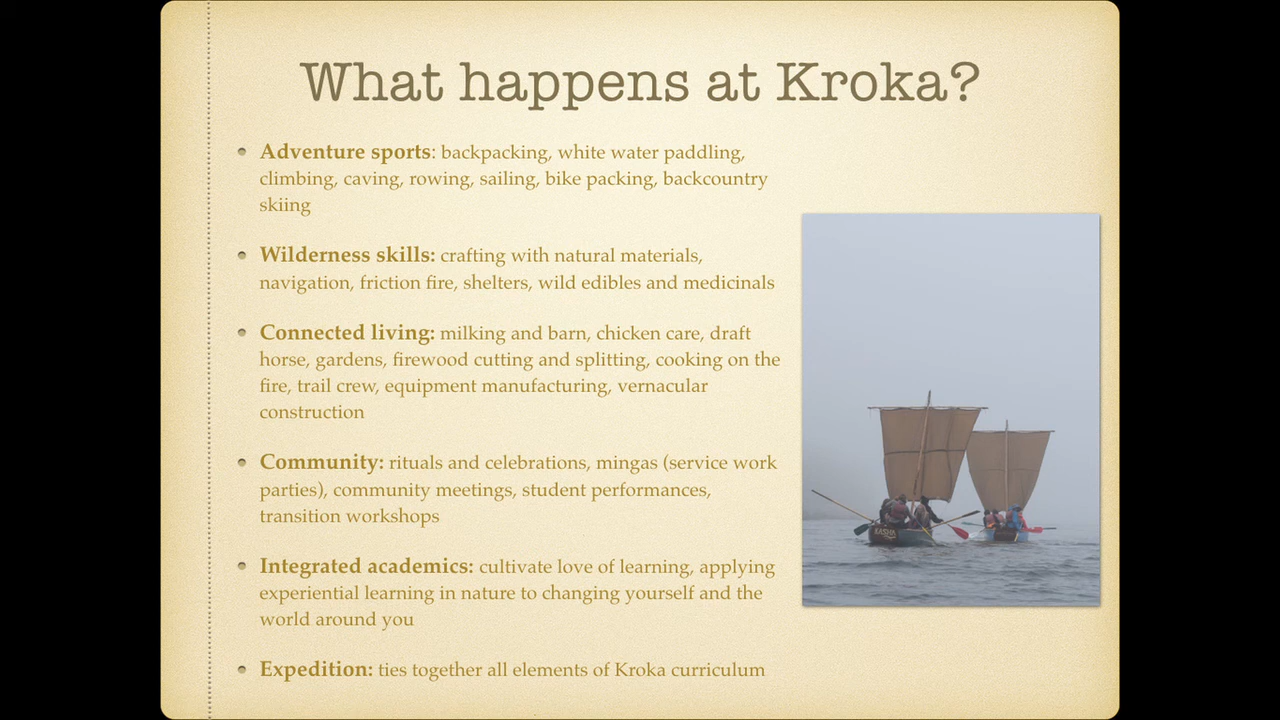 What happens at Kroka?
Adventure sports: backpacking, white water paddling,
climbing, caving, rowing, sailing, bike packing, backcountry
skiing
Wilderness skills: crafting with natural materials,
navigation, friction fire, shelters, wild edibles and medicinals
Connected living: milking and barn, chicken care, draft
horse, gardens, firewood cutting and splitting, cooking on the
fire, trail crew, equipment manufacturing, vernacular
construction
Community: rituals and celebrations, mingas (service work
parties), community meetings, student performances,
transition workshops
Integrated academics: cultivate love of learning, applying
experiential learning in nature to changing yourself and the
world around you
Expedition: ties together all elements of Kroka curriculum
KASHA